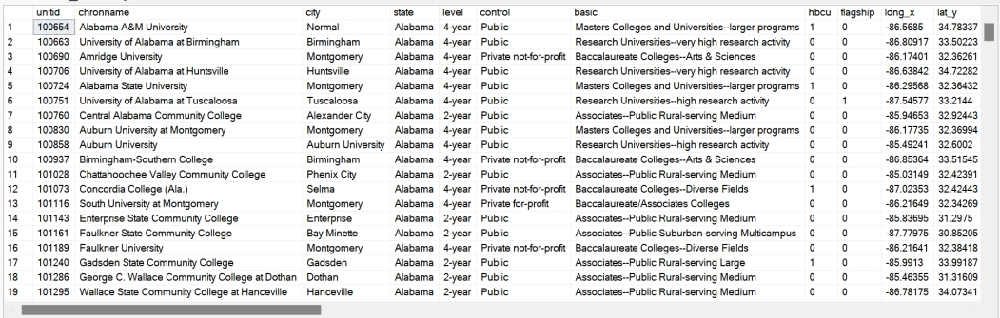 unitid chronname city state level control basic hbcu flagship long_x lat_y
1 100654 Alabama A&M University Normal Alabama 4-year Public Masters Colleges and Universities--larger programs 1 0 -86.5685 34.78337
2 100663 University of Alabama at Birmingham Birmingham Alabama 4-year Public Research Universities--very high research activity 0 0 -86.80917 33.50223
3 100690 Amridge University Montgomery Alabama 4-year Private not-for-profit Baccalaureate Colleges--Arts & Sciences 0 0 -86.17401 32.36261
4 100706 University of Alabama at Huntsville Huntsville Alabama 4-year Public Research Universities--very high research activity 0 0 -86.63842 34.72282
5 100724 Alabama State University Montgomery Alabama 4-year Public Masters Colleges and Universities--larger programs 1 0 -86.29568 32.36432
6 100751 University of Alabama at Tuscaloosa Tuscaloosa Alabama 4-year Public Research Universities--high research activity 0 1 -87.54577 33.2144
7 100760 Central Alabama Community College Alexander City Alabama 2-year Public Associates--Public Rural-serving Medium 0 0 -85.94653 32.92443
8 100830 Auburn University at Montgomery Montgomery Alabama 4-year Public Masters Colleges and Universities--larger programs 0 0 -86.17735 32.36994
9 100858 Auburn University Auburn University Alabama 4-year Public Research Universities--high research activity 0 0 -85.49241 32.6002
10 100937 Birmingham-Southern College Birmingham Alabama 4-year Private not-for-profit Baccalaureate Colleges--Arts & Sciences 0 0 -86.85364 33.51545
11 101028 Chattahoochee Valley Community College Phenix City Alabama 2-year Public Associates--Public Rural-serving Medium 0 0 -85.03149 32.42391
12 101073 Concordia College (Ala.) Selma Alabama 4-year Private not-for-profit Baccalaureate Colleges--Diverse Fields 1 0 -87.02353 32.42443
13 101116 South University at Montgomery Montgomery Alabama 4-year Private for-profit Baccalaureate/Associates Colleges 0 0 -86.21649 32.34269
14 101143 Enterprise State Community College Enterprise Alabama 2-year Public Associates--Public Rural-serving Medium 0 0 -85.83695 31.2975
15 101161 Faulkner State Community College Bay Minette Alabama 2-year Public Associates--Public Suburban-serving Multicampus 0 0 -87.77975 30.85205
16 101189 Faulkner University Montgomery Alabama 4-year Private not-for-profit Baccalaureate Colleges--Diverse Fields 0 0 -86.21641 32.38418
17 101240 Gadsden State Community College Gadsden Alabama 2-year Public Associates--Public Rural-serving Large 1 0 -85.9913 33.99187
18 101286 George C. Wallace Community College at Dothan Dothan Alabama 2-year Public Associates--Public Rural-serving Medium 0 0 -85.46355 31.31609
19 101295 Wallace State Community College at Hanceville Hanceville Alabama 2-year Public Associates--Public Rural-serving Medium 0 0 -86.78175 34.07341